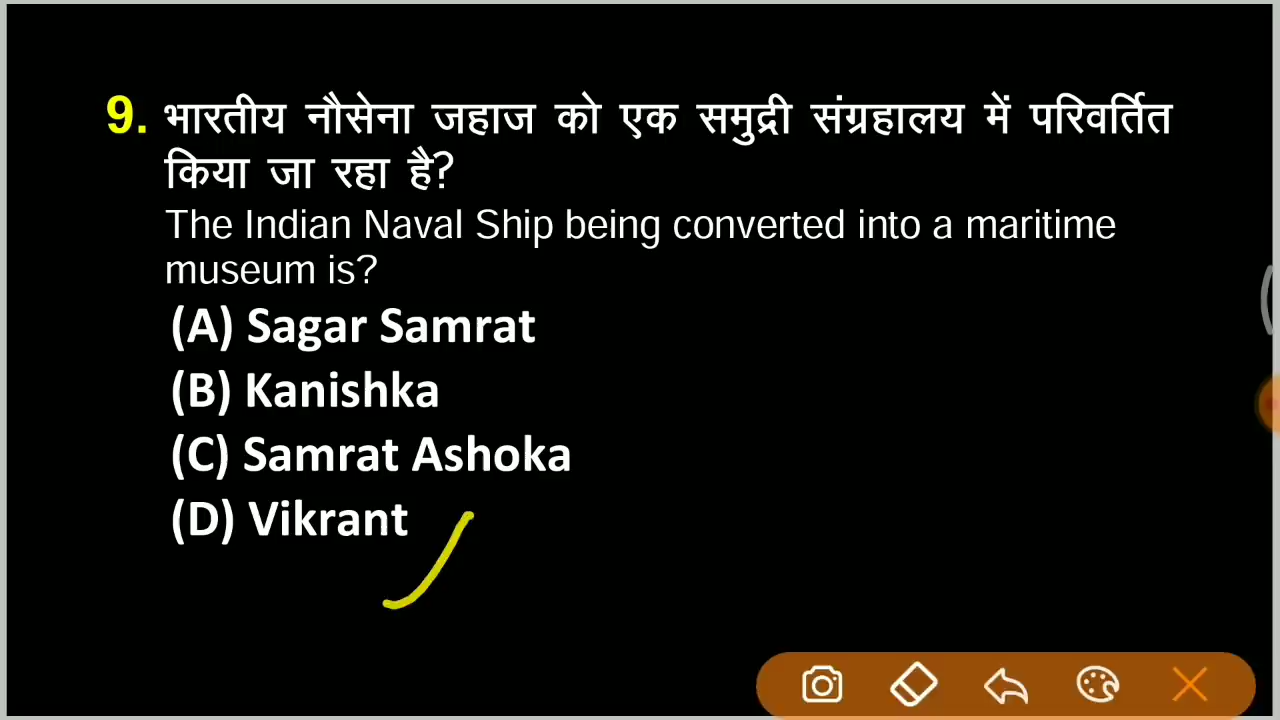 9. भारतीय नौसेना जहाज को एक समुद्री संग्रहालय में परिवर्तित
किया जा रहा है?
The Indian Naval Ship being converted into a maritime
museum is?
(A) Sagar Samrat
(B) Kanishka
(C) Samrat Ashoka
(D) Vikrant